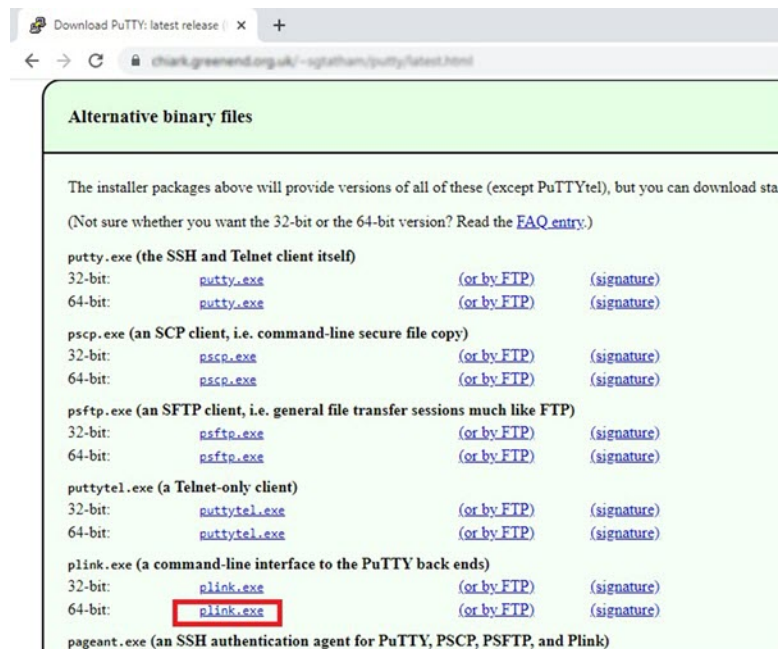 Download PuTTY: latest release (
chiark.greenend.org.uk/~sgtatham/putty/latest.html
Alternative binary files
The installer packages above will provide versions of all of these (except PuTTYtel), but you can download sta
(Not sure whether you want the 32-bit or the 64-bit version? Read the FAQ entry.)
putty.exe (the SSH and Telnet client itself)
32-bit: putty.exe (or by FTP) (signature)
64-bit: putty.exe (or by FTP) (signature)
pscp.exe (an SCP client, i.e. command-line secure file copy)
32-bit: pscp.exe (or by FTP) (signature)
64-bit: pscp.exe (or by FTP) (signature)
psftp.exe (an SFTP client, i.e. general file transfer sessions much like FTP)
32-bit: psftp.exe (or by FTP) (signature)
64-bit: psftp.exe (or by FTP) (signature)
puttytel.exe (a Telnet-only client)
32-bit: puttytel.exe (or by FTP) (signature)
64-bit: puttytel.exe (or by FTP) (signature)
plink.exe (a command-line interface to the PuTTY back ends)
32-bit: plink.exe (or by FTP) (signature)
64-bit: plink.exe (or by FTP) (signature)
pageant.exe (an SSH authentication agent for PuTTY, PSCP, PSFTP, and Plink)